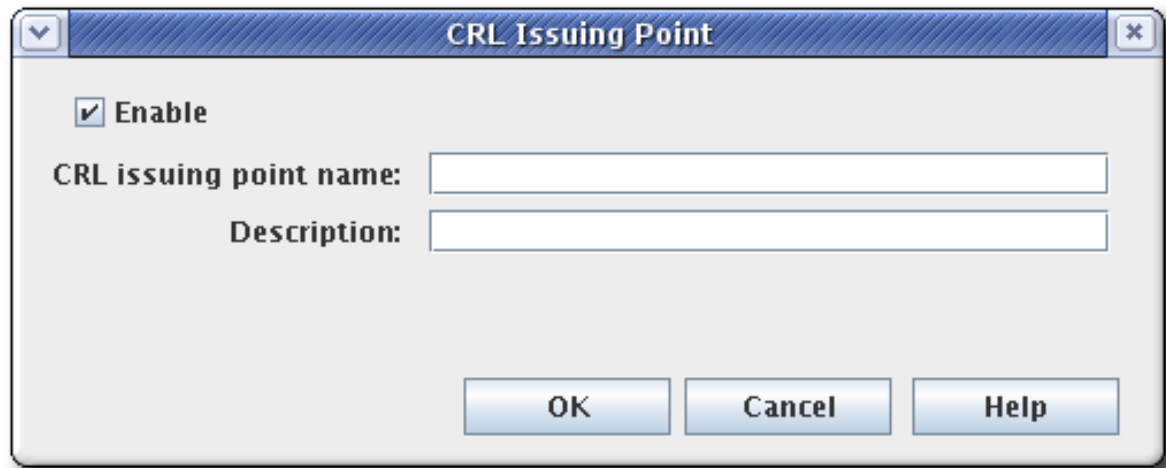 CRL Issuing Point
Enable
CRL issuing point name:
Description:
OK Cancel Help